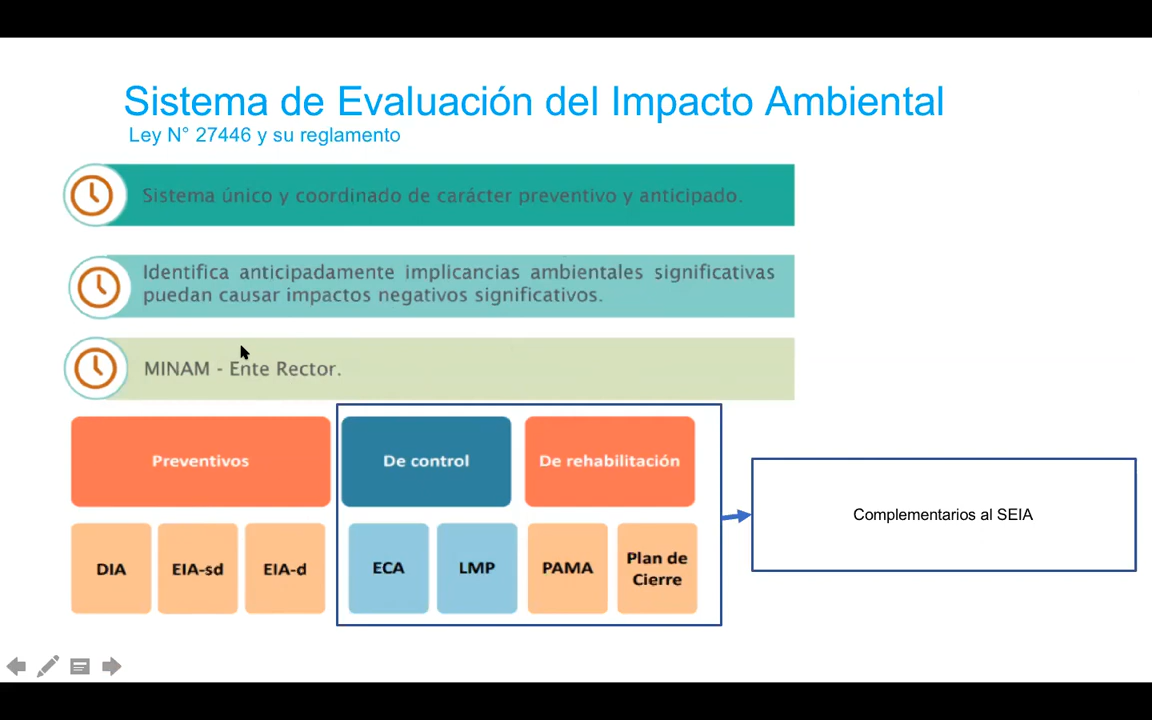 Sistema de Evaluación del Impacto Ambiental
Ley N° 27446 y su reglamento
Sistema único y coordinado de carácter preventivo y anticipado.
Identifica anticipadamente implicancias ambientales significativas
puedan causar impactos negativos significativos.
MINAM - Ente Rector.
Preventivos
De control
De rehabilitación
DIA
EIA-sd
EIA-d
ECA
LMP
PAMA
Plan de
Cierre
Complementarios al SEIA